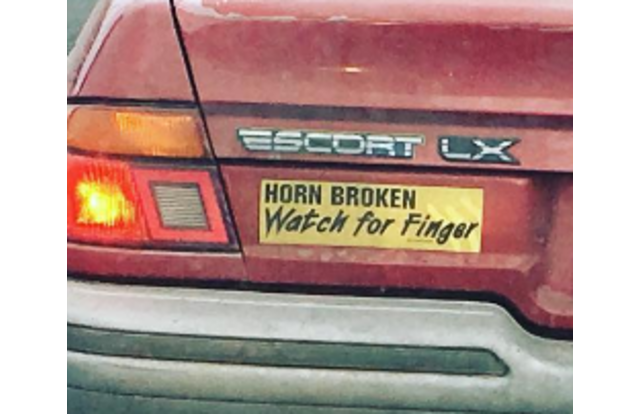 ESCORT LX
HORN BROKEN
Watch for Finger